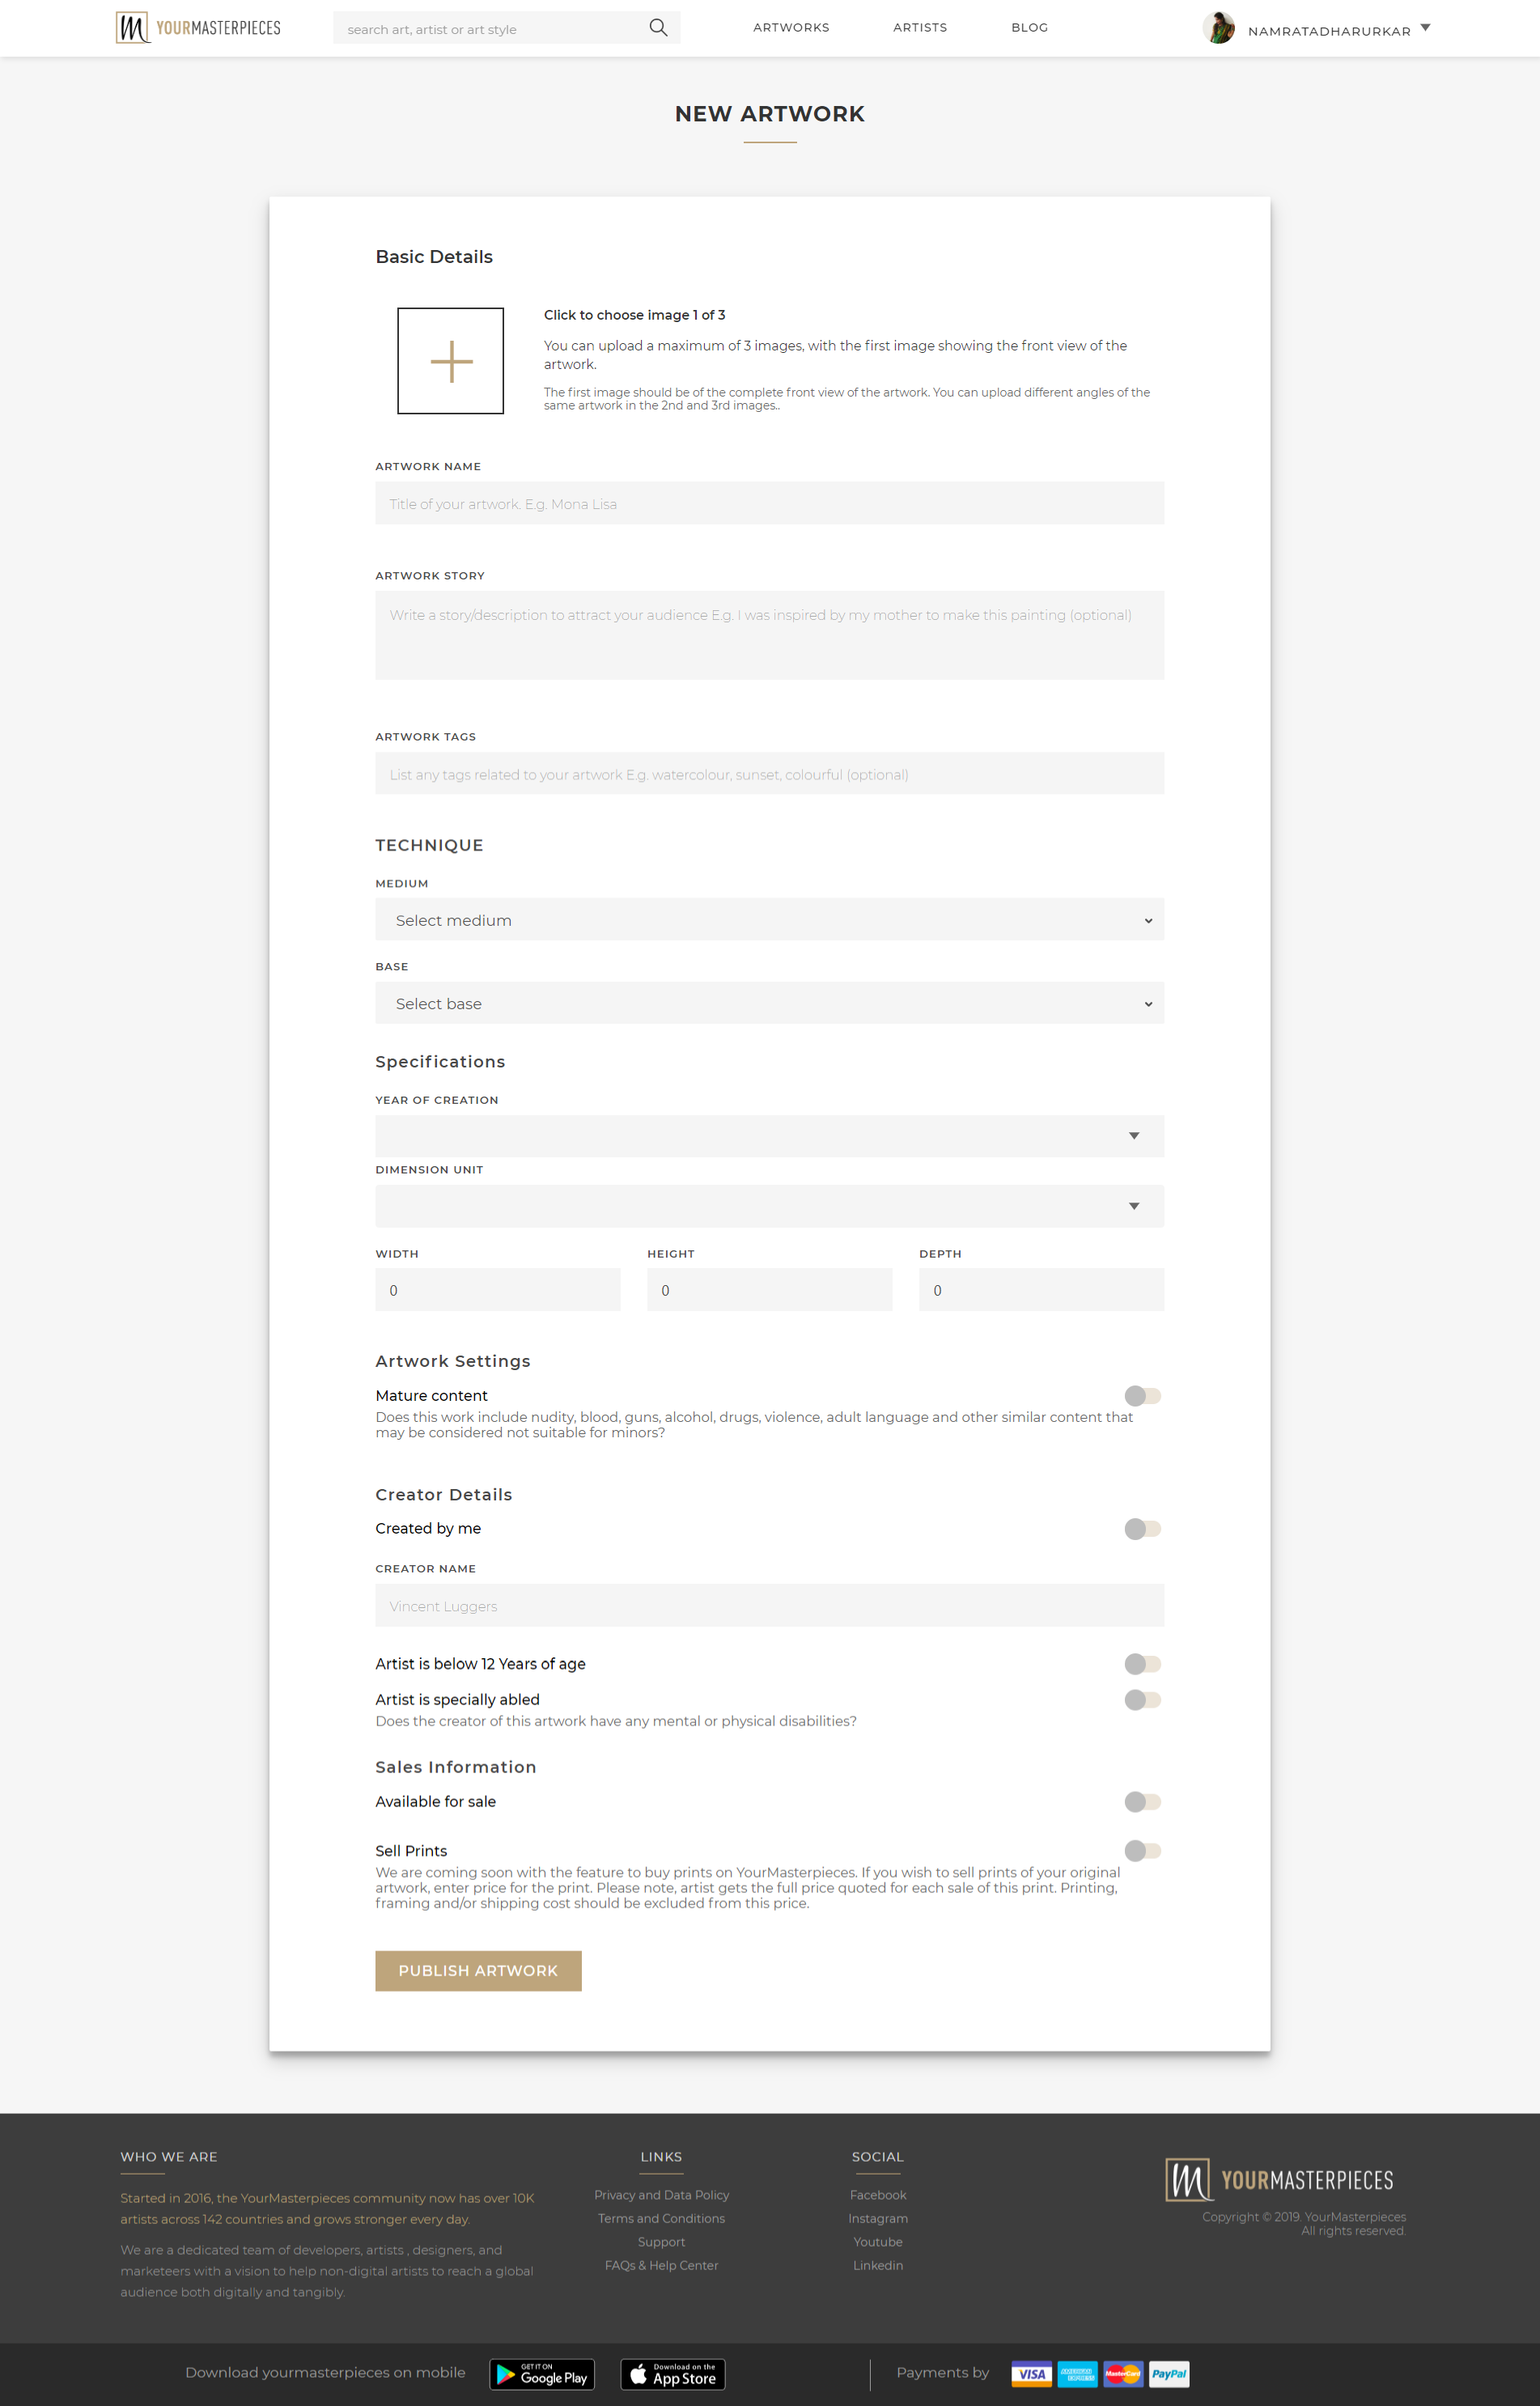 YOURMASTERPIECES
search art, artist or art style
ARTWORKS
ARTISTS
BLOG
NAMRATADHARURKAR
NEW ARTWORK
Basic Details
Click to choose image 1 of 3
You can upload a maximum of 3 images, with the first image showing the front view of the
artwork.
The first image should be of the complete front view of the artwork. You can upload different angles of the
same artwork in the 2nd and 3rd images..
ARTWORK NAME
Title of your artwork. E.g. Mona Lisa
ARTWORK STORY
Write a story/description to attract your audience E.g. I was inspired by my mother to make this painting (optional)
ARTWORK TAGS
List any tags related to your artwork E.g. watercolour, sunset, colourful (optional)
TECHNIQUE
MEDIUM
Select medium
BASE
Select base
Specifications
YEAR OF CREATION
DIMENSION UNIT
WIDTH
HEIGHT
DEPTH
0
0
0
Artwork Settings
Mature content
Does this work include nudity, blood, guns, alcohol, drugs, violence, adult language and other similar content that
may be considered not suitable for minors?
Creator Details
Created by me
CREATOR NAME
Vincent Luggers
Artist is below 12 Years of age
Artist is specially abled
Does the creator of this artwork have any mental or physical disabilities?
Sales Information
Available for sale
Sell Prints
We are coming soon with the feature to buy prints on YourMasterpieces. If you wish to sell prints of your original
artwork, enter price for the print. Please note, artist gets the full price quoted for each sale of this print. Printing,
framing and/or shipping cost should be excluded from this price.
PUBLISH ARTWORK
WHO WE ARE
Started in 2016, the YourMasterpieces community now has over 10K
artists across 142 countries and grows stronger every day.
We are a dedicated team of developers, artists , designers, and
marketeers with a vision to help non-digital artists to reach a global
audience both digitally and tangibly.
LINKS
Privacy and Data Policy
Terms and Conditions
Support
FAQs & Help Center
SOCIAL
Facebook
Instagram
Youtube
Linkedin
YOURMASTERPIECES
Copyright © 2019. YourMasterpieces
All rights reserved.
Download yourmasterpieces on mobile
GET IT ON
Google Play
Download on the
App Store
Payments by
VISA
AMERICAN
EXPRESS
MasterCard
PayPal